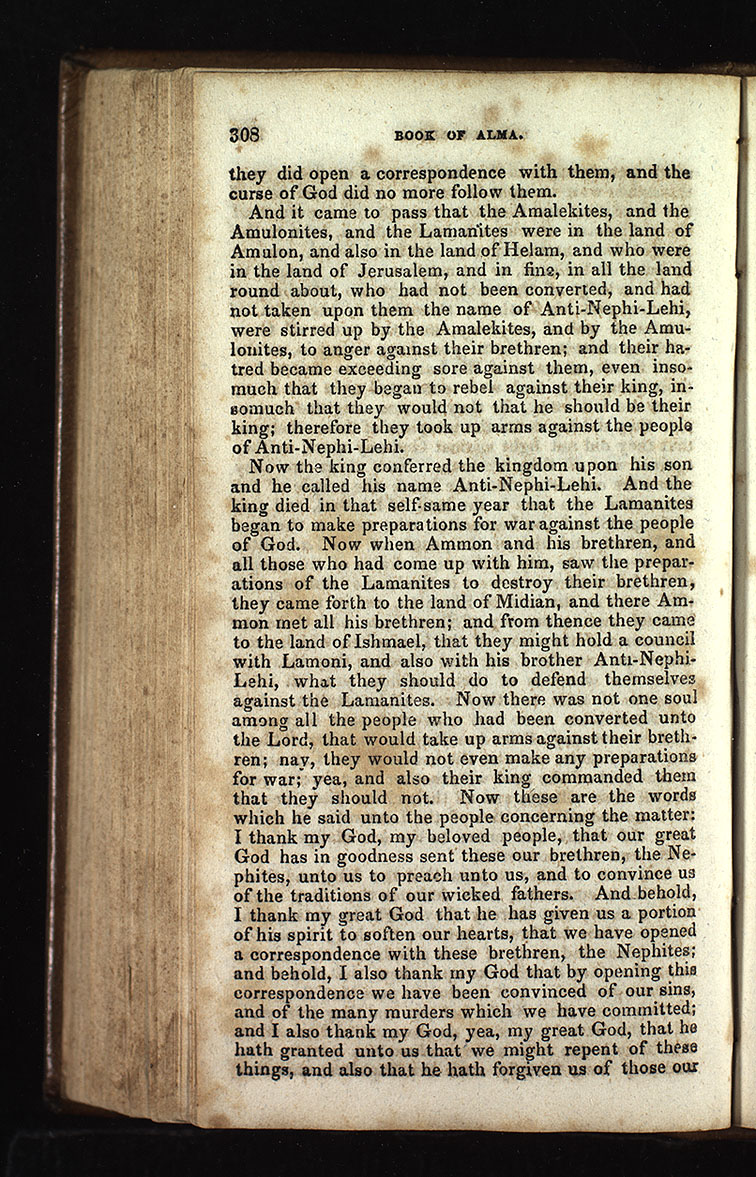 308 BOOK OF ALMA.
they did open a correspondence with them, and the
curse of God did no more follow them.
And it came to pass that the Amalekites, and the
Amulonites, and the Lamanites were in the land of
Amulon, and also in the land of Helam, and who were
in the land of Jerusalem, and in fine, in all the land
round about, who had not been converted, and had
not taken upon them the name of Anti-Nephi-Lehi,
were stirred up by the Amalekites, and by the Amu-
lonites, to anger against their brethren; and their ha-
tred became exceeding sore against them, even inso-
much that they began to rebel against their king, in-
somuch that they would not that he should be their
king; therefore they took up arms against the people
of Anti-Nephi-Lehi.
Now the king conferred the kingdom upon his son
and he called his name Anti-Nephi-Lehi. And the
king died in that self-same year that the Lamanites
began to make preparations for war against the people
of God. Now when Ammon and his brethren, and
all those who had come up with him, saw the prepar-
ations of the Lamanites to destroy their brethren,
they came forth to the land of Midian, and there Am-
mon met all his brethren; and from thence they came
to the land of Ishmael, that they might hold a council
with Lamoni, and also with his brother Anti-Nephi-
Lehi, what they should do to defend themselves
against the Lamanites. Now there was not one soul
among all the people who had been converted unto
the Lord, that would take up arms against their breth-
ren; nay, they would not even make any preparations
for war; yea, and also their king commanded them
that they should not. Now these are the words
which he said unto the people concerning the matter:
I thank my God, my beloved people, that our great
God has in goodness sent these our brethren, the Ne-
phites, unto us to preach unto us, and to convince us
of the traditions of our wicked fathers. And behold,
I thank my great God that he has given us a portion
of his spirit to soften our hearts, that we have opened
a correspondence with these brethren, the Nephites;
and behold, I also thank my God that by opening this
correspondence we have been convinced of our sins,
and of the many murders which we have committed;
and I also thank my God, yea, my great God, that he
hath granted unto us that we might repent of these
things, and also that he hath forgiven us of those our